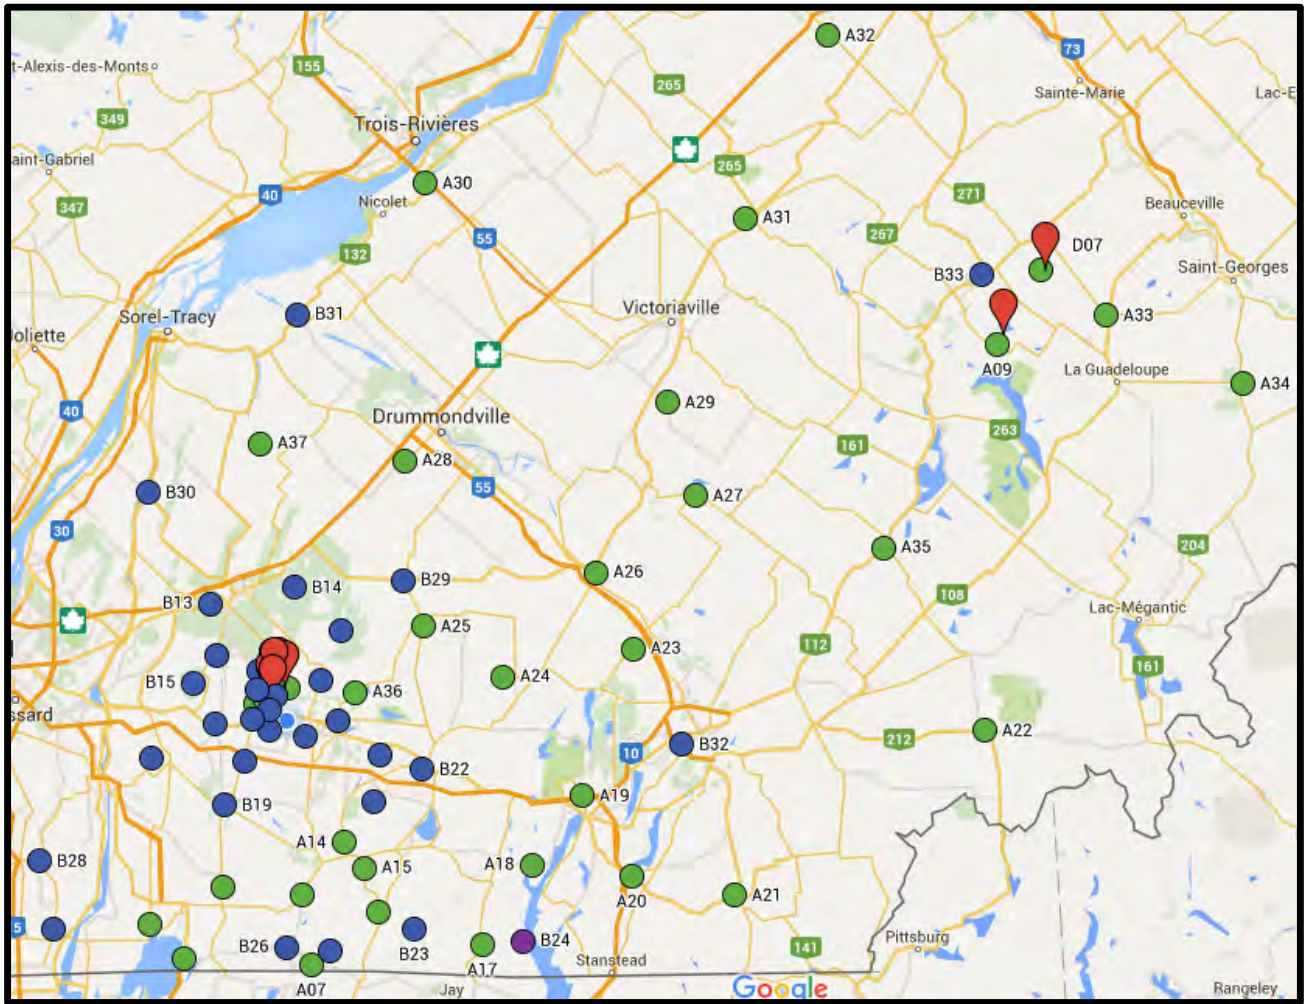 A32
73
155
t-Alexis-des-Monts
265
Sainte-Marie
Lac-E
349
Trois-Rivières
aint-Gabriel
265
A30
40
Nicolet
271
347
Beauceville
A31
267
55
D07
132
B33
Saint-Georges
Victoriaville
B31
Sorel-Tracy
A33
Joliette
A09
La Guadeloupe
A34
A29
40
Drummondville
263
A37
161
A28
55
B30
A27
30
A35
204
A26
B14
B29
108
B13
Lac-Mégantic
A25
112
A23
161
B15
A24
A36
ssard
A22
212
B32
10
B22
A19
B19
A14
B28
A15
A18
A20
A21
5
B26
B23
B24
Pittsburg
141
A17
Stanstead
A07
Jay
Google
Rangeley